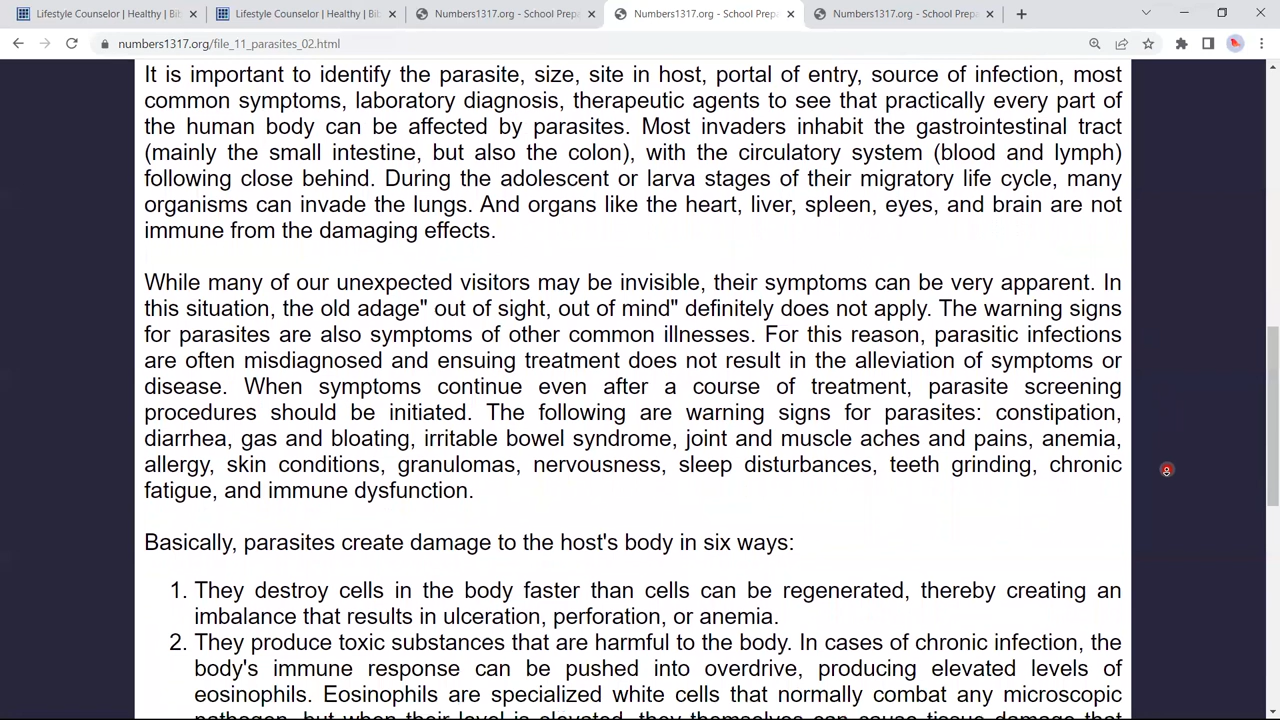 Lifestyle Counselor | Healthy | Bib
Lifestyle Counselor | Healthy | Bib
Numbers1317.org - School Prep
Numbers1317.org - School Prep
Numbers1317.org - School Prep
numbers1317.org/file_11_parasites_02.html
It is important to identify the parasite, size, site in host, portal of entry, source of infection, most
common symptoms, laboratory diagnosis, therapeutic agents to see that practically every part of
the human body can be affected by parasites. Most invaders inhabit the gastrointestinal tract
(mainly the small intestine, but also the colon), with the circulatory system (blood and lymph)
following close behind. During the adolescent or larva stages of their migratory life cycle, many
organisms can invade the lungs. And organs like the heart, liver, spleen, eyes, and brain are not
immune from the damaging effects.
While many of our unexpected visitors may be invisible, their symptoms can be very apparent. In
this situation, the old adage" out of sight, out of mind" definitely does not apply. The warning signs
for parasites are also symptoms of other common illnesses. For this reason, parasitic infections
are often misdiagnosed and ensuing treatment does not result in the alleviation of symptoms or
disease. When symptoms continue even after a course of treatment, parasite screening
procedures should be initiated. The following are warning signs for parasites: constipation,
diarrhea, gas and bloating, irritable bowel syndrome, joint and muscle aches and pains, anemia,
allergy, skin conditions, granulomas, nervousness, sleep disturbances, teeth grinding, chronic
fatigue, and immune dysfunction.
Basically, parasites create damage to the host's body in six ways:
1. They destroy cells in the body faster than cells can be regenerated, thereby creating an
imbalance that results in ulceration, perforation, or anemia.
2. They produce toxic substances that are harmful to the body. In cases of chronic infection, the
body's immune response can be pushed into overdrive, producing elevated levels of
eosinophils. Eosinophils are specialized white cells that normally combat any microscopic
pathogen, but when their level is elevated, they themselves can cause tissue damage that